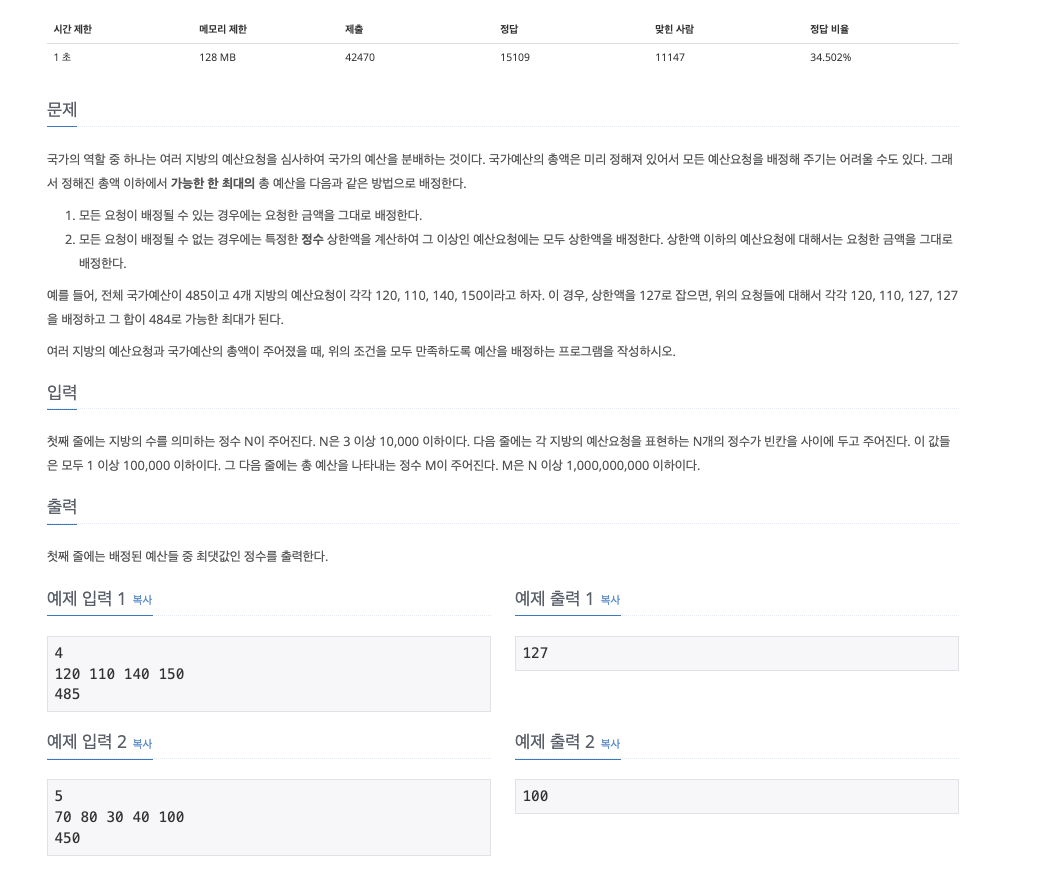 시간 제한 메모리 제한 제출 정답 맞힌 사람 정답 비율
1 초 128 MB 42470 15109 11147 34.502%
문제
국가의 역할 중 하나는 여러 지방의 예산요청을 심사하여 국가의 예산을 분배하는 것이다. 국가예산의 총액은 미리 정해져 있어서 모든 예산요청을 배정해 주기는 어려울 수도 있다. 그래
서 정해진 총액 이하에서 가능한 한 최대의 총 예산을 다음과 같은 방법으로 배정한다.
1. 모든 요청이 배정될 수 있는 경우에는 요청한 금액을 그대로 배정한다.
2. 모든 요청이 배정될 수 없는 경우에는 특정한 정수 상한액을 계산하여 그 이상인 예산요청에는 모두 상한액을 배정한다. 상한액 이하의 예산요청에 대해서는 요청한 금액을 그대로
배정한다.
예를 들어, 전체 국가예산이 485이고 4개 지방의 예산요청이 각각 120, 110, 140, 150이라고 하자. 이 경우, 상한액을 127로 잡으면, 위의 요청들에 대해서 각각 120, 110, 127, 127
을 배정하고 그 합이 484로 가능한 최대가 된다.
여러 지방의 예산요청과 국가예산의 총액이 주어졌을 때, 위의 조건을 모두 만족하도록 예산을 배정하는 프로그램을 작성하시오.
입력
첫째 줄에는 지방의 수를 의미하는 정수 N이 주어진다. N은 3 이상 10,000 이하이다. 다음 줄에는 각 지방의 예산요청을 표현하는 N개의 정수가 빈칸을 사이에 두고 주어진다. 이 값들
은 모두 1 이상 100,000 이하이다. 그 다음 줄에는 총 예산을 나타내는 정수 M이 주어진다. M은 N 이상 1,000,000,000 이하이다.
출력
첫째 줄에는 배정된 예산들 중 최댓값인 정수를 출력한다.
예제 입력 1 복사
4
120 110 140 150
485
예제 출력 1 복사
127
예제 입력 2 복사
5
70 80 30 40 100
450
예제 출력 2 복사
100